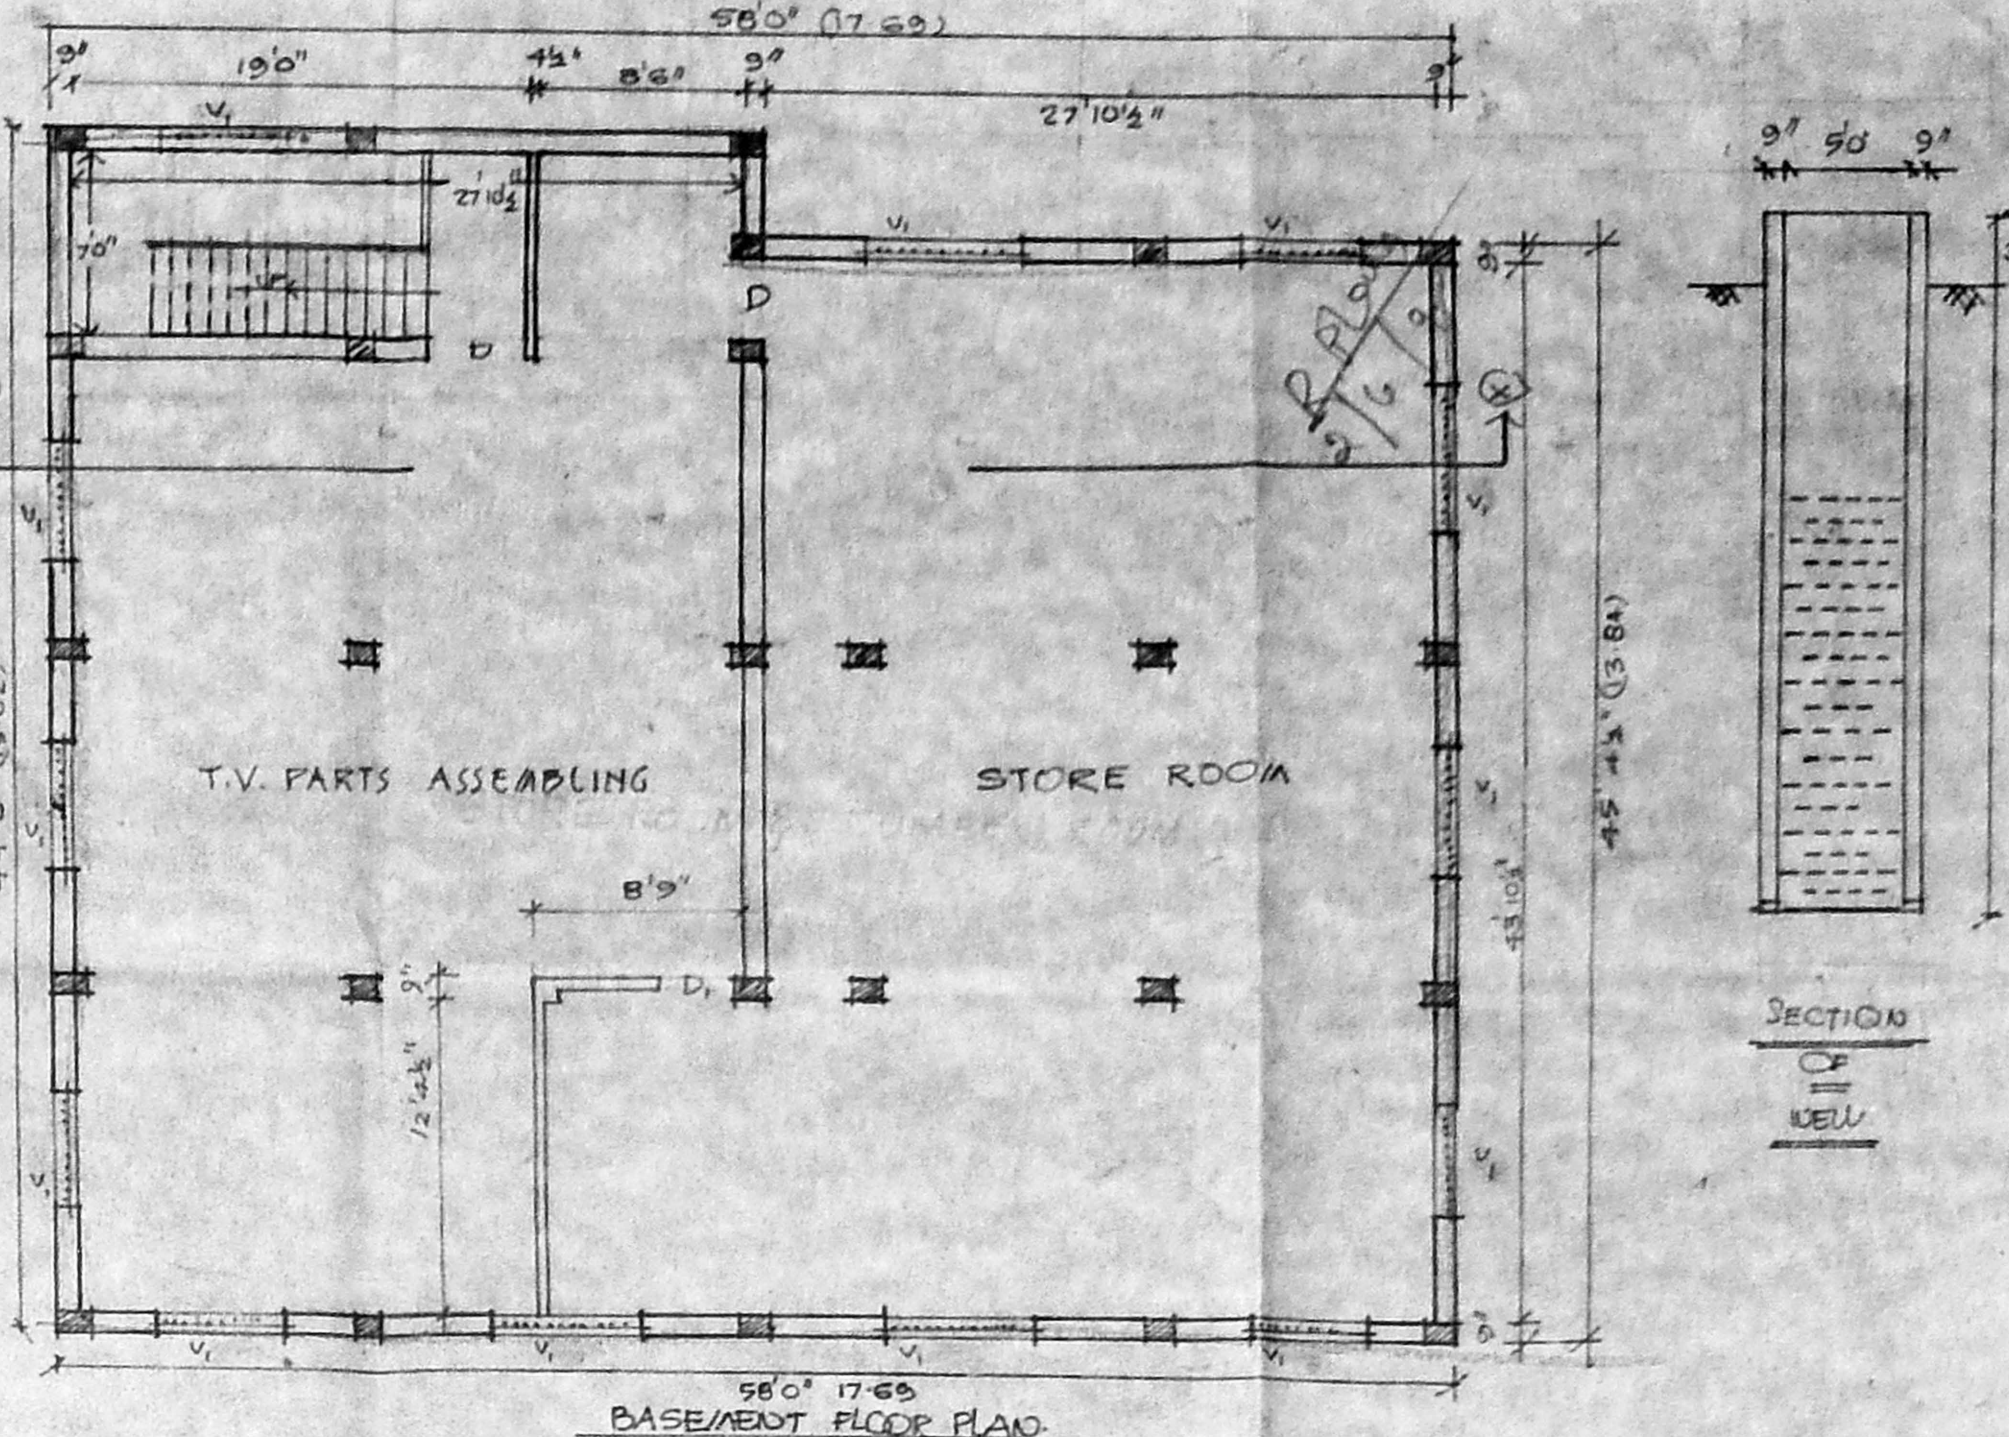 58'0" (17.69)
9" 19'0" 4½" 8'6" 9" 27'10½" 9"
V₁
27'10½"
7'0"
UP
V₁ V₁
9"
D
D
X
V₁ V₁
T.V. PARTS ASSEMBLING
STORE ROOM
V₁ V₁
45'4½" (13.84)
43'10½"
8'9"
9"
D₁
12'4½"
V₁ V₁
9"
V₁ V₁ V₁ V₁
58'0" 17.69
BASEMENT FLOOR PLAN.
9" 5'0 9"
SECTION
OF
WELL